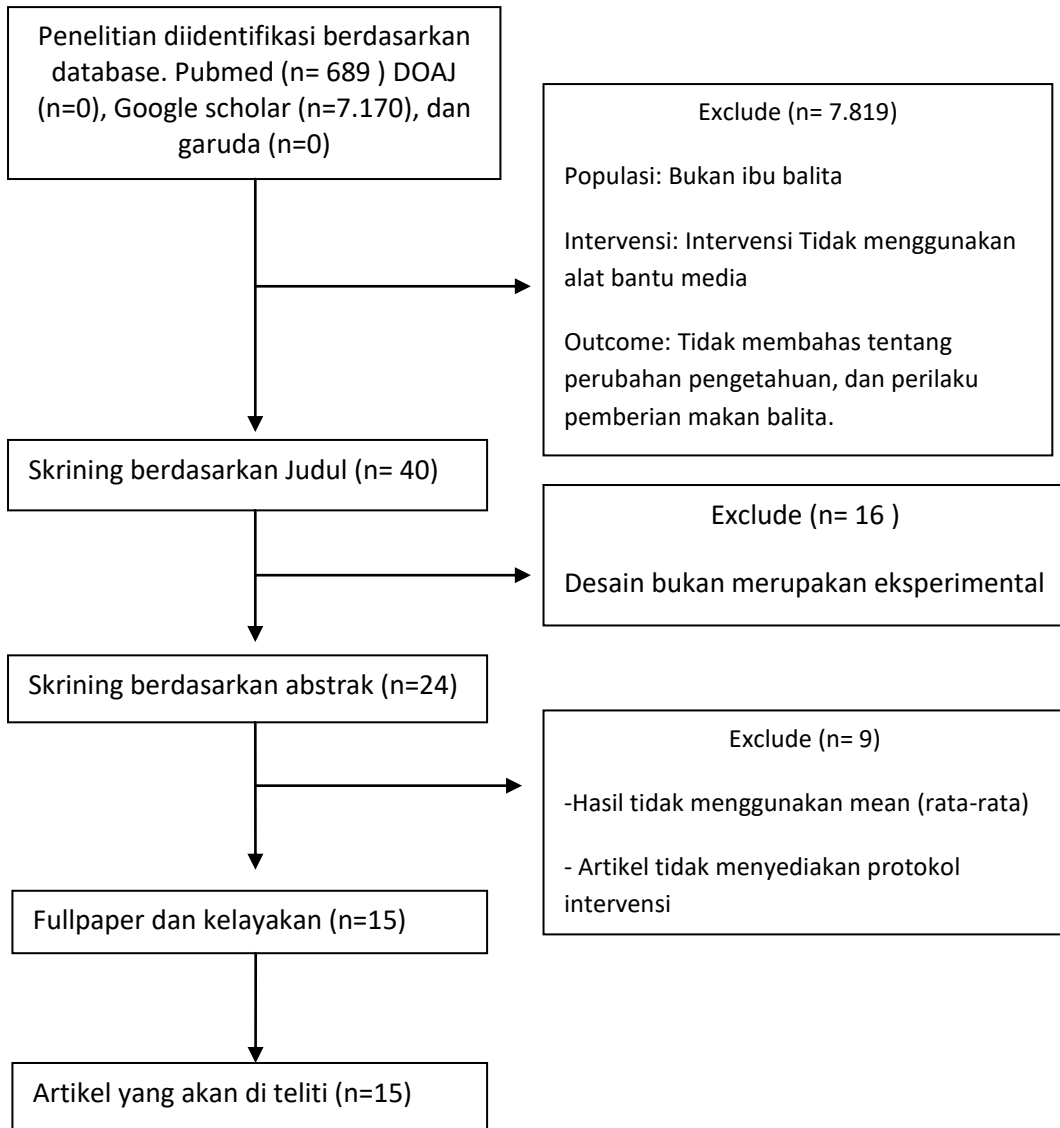 Penelitian diidentifikasi berdasarkan
database. Pubmed (n= 689 ) DOAJ
(n=0), Google scholar (n=7.170), dan
garuda (n=0)
Exclude (n= 7.819)
Populasi: Bukan ibu balita
Intervensi: Intervensi Tidak menggunakan
alat bantu media
Outcome: Tidak membahas tentang
perubahan pengetahuan, dan perilaku
pemberian makan balita.
Skrining berdasarkan Judul (n= 40)
Exclude (n= 16 )
Desain bukan merupakan eksperimental
Skrining berdasarkan abstrak (n=24)
Exclude (n= 9)
-Hasil tidak menggunakan mean (rata-rata)
- Artikel tidak menyediakan protokol
intervensi
Fullpaper dan kelayakan (n=15)
Artikel yang akan di teliti (n=15)